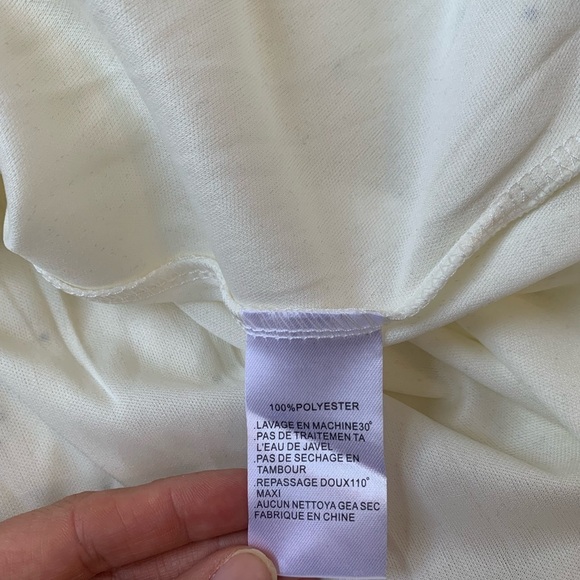 100%POLYESTER
.LAVAGE EN MACHINE30°
.PAS DE TRAITEMEN TA
L'EAU DE JAVEL
.PAS DE SECHAGE EN
TAMBOUR
.REPASSAGE DOUX110°
MAXI
.AUCUN NETTOYA GEA SEC
FABRIQUE EN CHINE